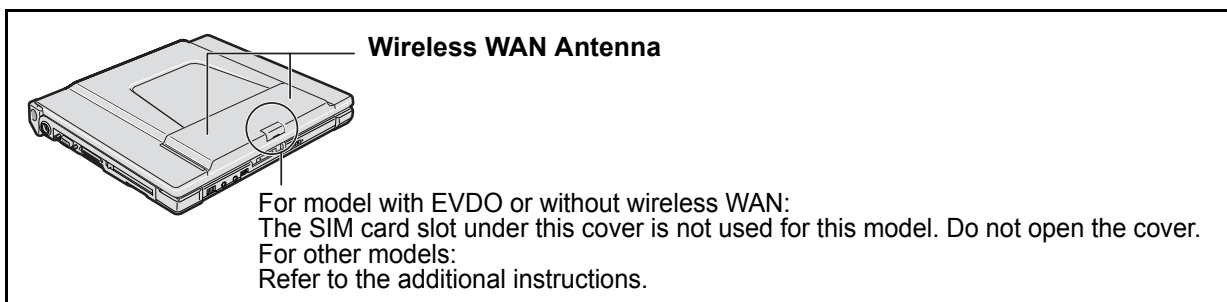 Wireless WAN Antenna
For model with EVDO or without wireless WAN:
The SIM card slot under this cover is not used for this model. Do not open the cover.
For other models:
Refer to the additional instructions.